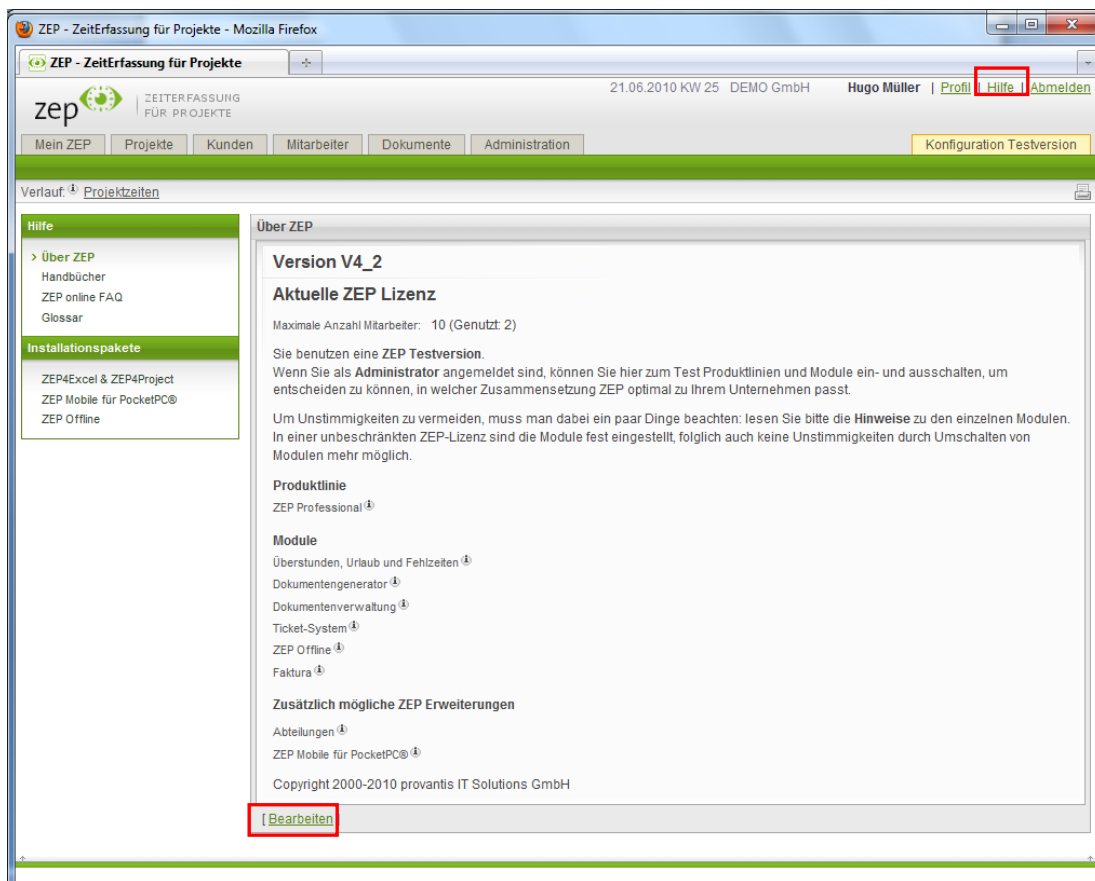 ZEP - ZeitErfassung für Projekte - Mozilla Firefox
ZEP - ZeitErfassung für Projekte
21.06.2010 KW 25 DEMO GmbH Hugo Müller | Profil | Hilfe | Abmelden
zep ZEITERFASSUNG
FÜR PROJEKTE
Mein ZEP Projekte Kunden Mitarbeiter Dokumente Administration Konfiguration Testversion
Verlauf: Projektzeiten
Hilfe
> Über ZEP
Handbücher
ZEP online FAQ
Glossar
Installationspakete
ZEP4Excel & ZEP4Project
ZEP Mobile für PocketPC®
ZEP Offline
Über ZEP
Version V4_2
Aktuelle ZEP Lizenz
Maximale Anzahl Mitarbeiter: 10 (Genutzt: 2)
Sie benutzen eine ZEP Testversion.
Wenn Sie als Administrator angemeldet sind, können Sie hier zum Test Produktlinien und Module ein- und ausschalten, um
entscheiden zu können, in welcher Zusammensetzung ZEP optimal zu Ihrem Unternehmen passt.
Um Unstimmigkeiten zu vermeiden, muss man dabei ein paar Dinge beachten: lesen Sie bitte die Hinweise zu den einzelnen Modulen.
In einer unbeschränkten ZEP-Lizenz sind die Module fest eingestellt, folglich auch keine Unstimmigkeiten durch Umschalten von
Modulen mehr möglich.
Produktlinie
ZEP Professional
Module
Überstunden, Urlaub und Fehlzeiten
Dokumentengenerator
Dokumentenverwaltung
Ticket-System
ZEP Offline
Faktura
Zusätzlich mögliche ZEP Erweiterungen
Abteilungen
ZEP Mobile für PocketPC®
Copyright 2000-2010 provantis IT Solutions GmbH
[ Bearbeiten